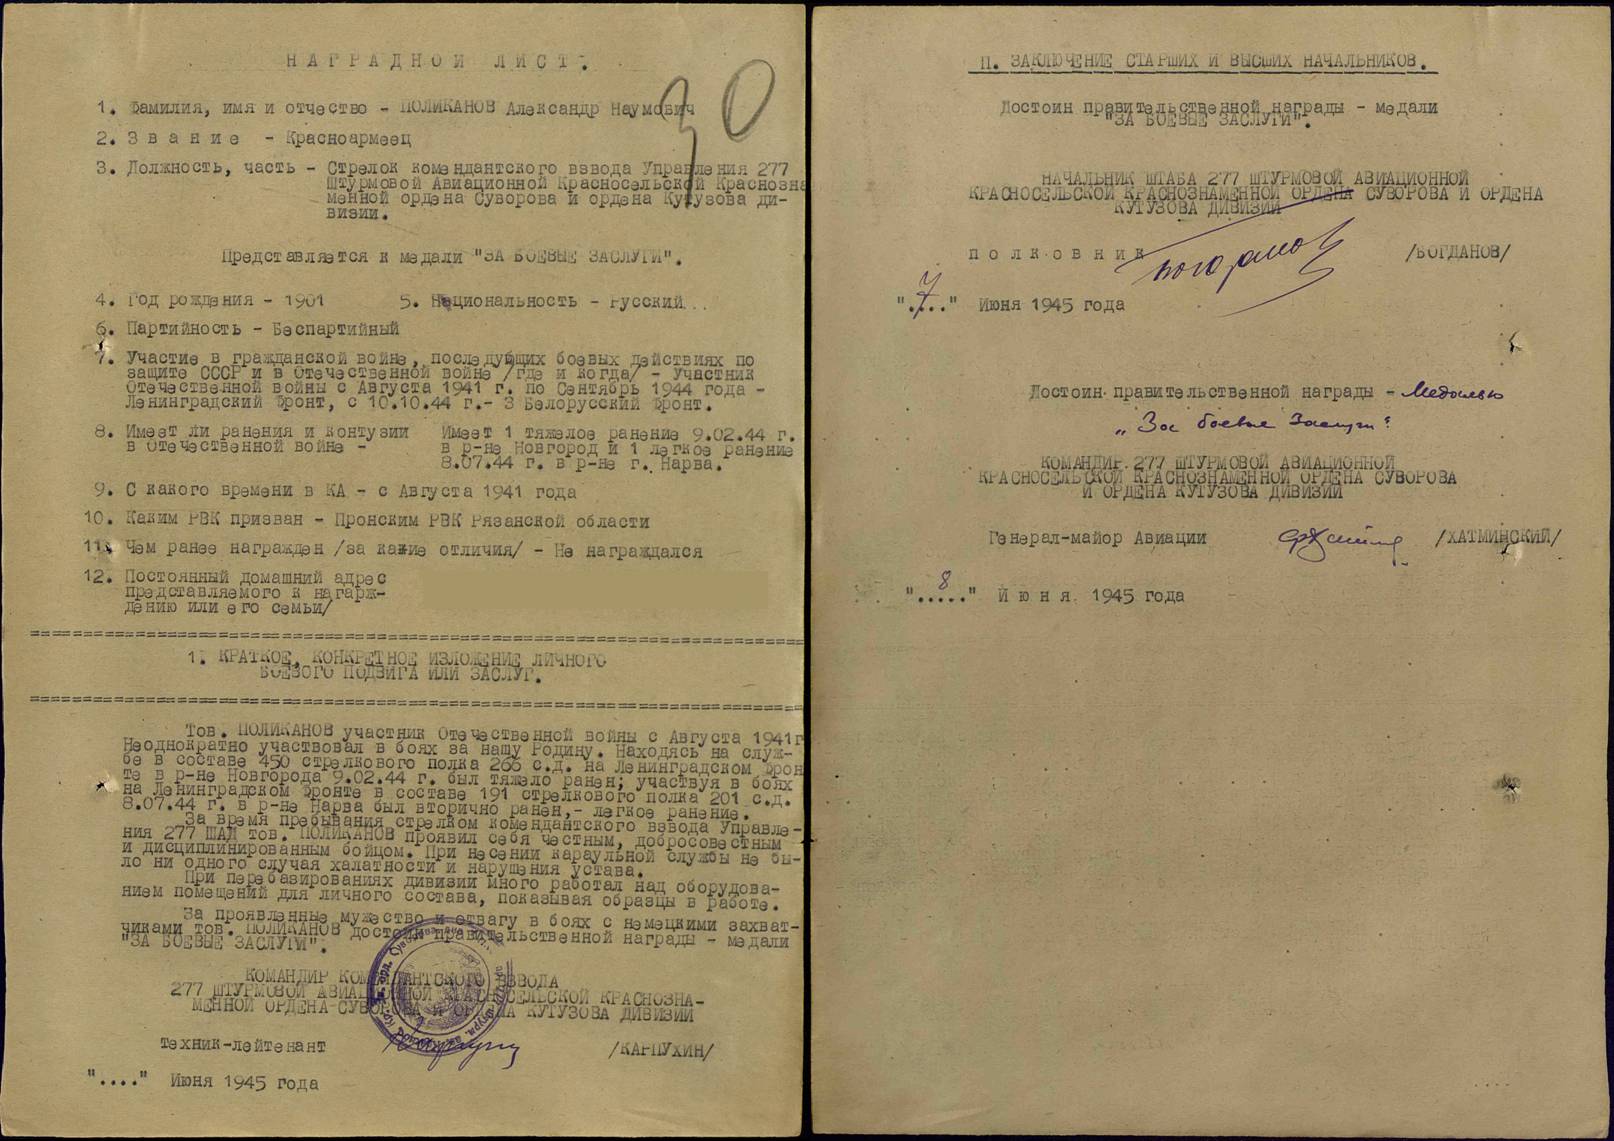 НАГРАДНОЙ ЛИСТ.
30
1. Фамилия, имя и отчество - ПОЛИКАНОВ Александр Наумович
2. Звание - Красноармеец
3. Должность, часть - Стрелок комендантского взвода Управления 277
Штурмовой Авиационной Красносельской Краснозна
менной ордена Суворова и ордена Кутузова ди-
визии.
Представляется к медали "ЗА БОЕВЫЕ ЗАСЛУГИ".
4. Год рождения - 1901 5. Национальность - Русский..
6. Партийность - Беспартийный
7. Участие в гражданской войне, последующих боевых действиях по
защите СССР и в Отечественной войне /где и когда/ - Участник
Отечественной войны с Августа 1941 г. по Сентябрь 1944 года -
Ленинградский Фронт, с 10.10.44 г.- 3 Белорусский Фронт.
8. Имеет ли ранения и контузии Имеет 1 тяжелое ранение 9.02.44 г.
в Отечественной войне - в р-не Новгород и 1 легкое ранение
8.07.44 г. в р-не г. Нарва.
9. С какого времени в КА - с Августа 1941 года
10. Каким РВК призван - Пронским РВК Рязанской области
11. Чем ранее награжден /за какие отличия/ - Не награждался
12. Постоянный домашний адрес
представляемого к нагарж-
дению или его семьи/
1. КРАТКОЕ, КОНКРЕТНОЕ ИЗЛОЖЕНИЕ ЛИЧНОГО
БОЕВОГО ПОДВИГА ИЛИ ЗАСЛУГ.
Тов. ПОЛИКАНОВ участник Отечественной войны с Августа 1941г
Неоднократно участвовал в боях за нашу Родину. Находясь на служ-
бе в составе 450 стрелкового полка 266 с.д. на Ленинградском Фрон
те в р-не Новгорода 9.02.44 г. был тяжело ранен; участвуя в боях
на Ленинградском Фронте в составе 191 стрелкового полка 201 с.д.
8.07.44 г. в р-не Нарва был вторично ранен,- легкое ранение.
За время пребывания стрелком комендантского взвода Управле-
ния 277 ШАД тов. ПОЛИКАНОВ проявил себя честным, добросовестным
и дисциплинированным бойцом. При несении караульной службы не бы-
ло ни одного случая халатности и нарушения устава.
При перебазированиях дивизии много работал над оборудова-
нием помещений для личного состава, показывая образцы в работе.
За проявленные мужество и отвагу в боях с немецкими захват-
чиками тов. ПОЛИКАНОВ достоин правительственной награды - медали
"ЗА БОЕВЫЕ ЗАСЛУГИ".
КОМАНДИР КОМЕНДАНТСКОГО ВЗВОДА
277 ШТУРМОВОЙ АВИАЦИОННОЙ КРАСНОСЕЛЬСКОЙ КРАСНОЗНА-
МЕННОЙ ОРДЕНА-СУВОРОВА И ОРДЕНА КУТУЗОВА ДИВИЗИИ
Техник-лейтенант /КАРПУХИН/
"...." Июня 1945 года
П. ЗАКЛЮЧЕНИЕ СТАРШИХ И ВЫСШИХ НАЧАЛЬНИКОВ.
Достоин правительственной награды - медали
"ЗА БОЕВЫЕ ЗАСЛУГИ".
НАЧАЛЬНИК ШТАБА 277 ШТУРМОВОЙ АВИАЦИОННОЙ
КРАСНОСЕЛЬСКОЙ КРАСНОЗНАМЕННОЙ ОРДЕНА СУВОРОВА И ОРДЕНА
КУТУЗОВА ДИВИЗИИ
ПОЛКОВНИК Богданов /БОГДАНОВ/
"7" Июня 1945 года
Достоин правительственной награды - Медалью
„За боевые Заслуги"
КОМАНДИР 277 ШТУРМОВОЙ АВИАЦИОННОЙ
КРАСНОСЕЛЬСКОЙ КРАСНОЗНАМЕННОЙ ОРДЕНА СУВОРОВА
И ОРДЕНА КУТУЗОВА ДИВИЗИИ
Генерал-майор Авиации /ХАТМИНСКИЙ/
"8" Июня 1945 года